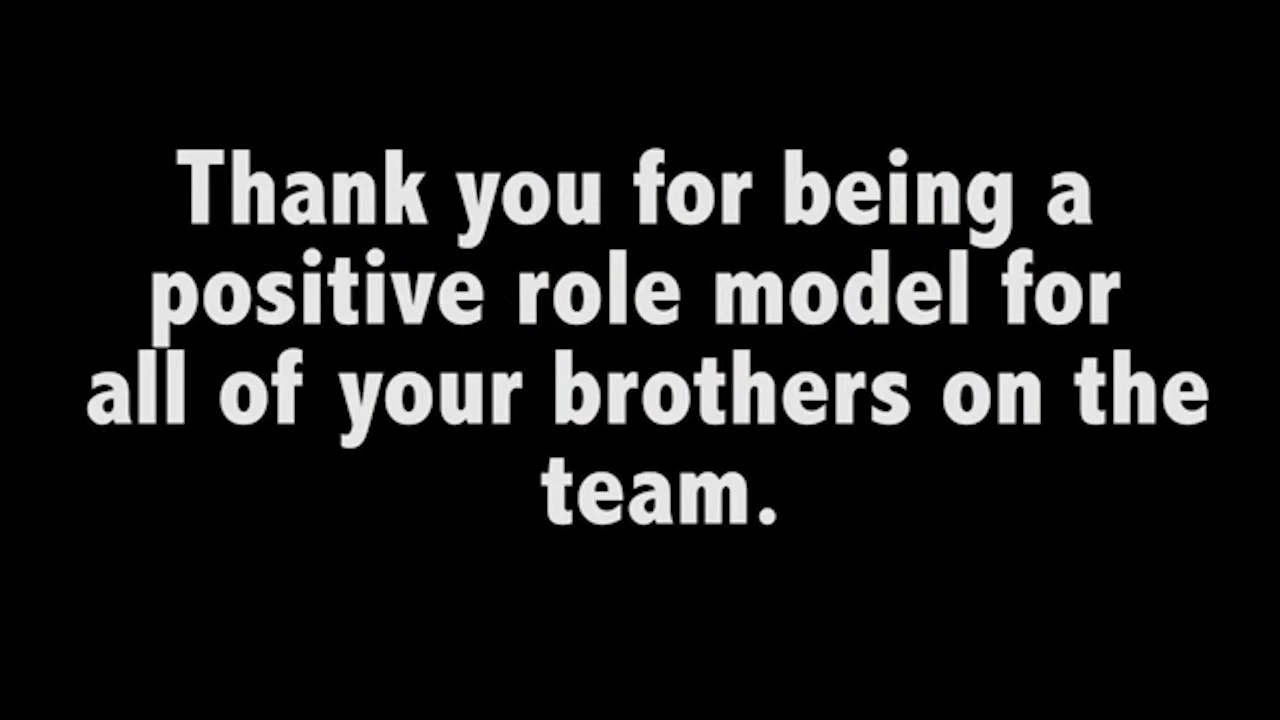 Thank you for being a
positive role model for
all of your brothers on the
team.